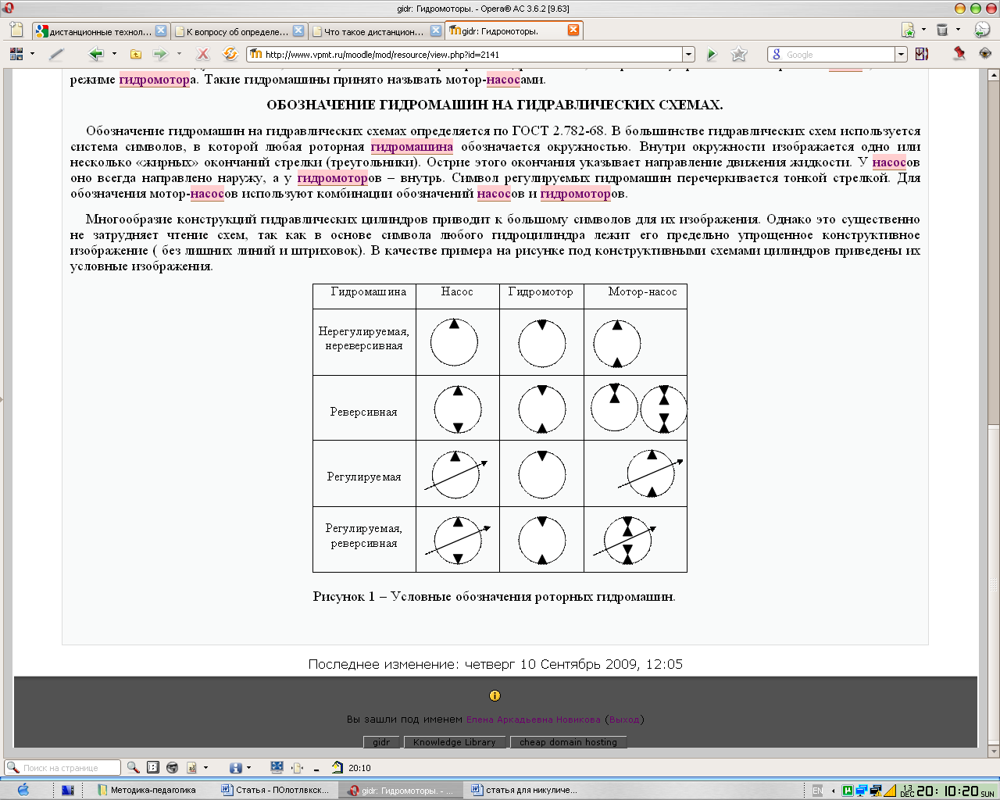 gidr: Гидромоторы. - Opera® AC 3.6.2 [9.63]
дистанционные технол...
К вопросу об определе...
Что такое дистанцион...
gidr: Гидромоторы.
http://www.vpmt.ru/moodle/mod/resource/view.php?id=2141
Google
режиме гидромотора. Такие гидромашины принято называть мотор-насосами.
ОБОЗНАЧЕНИЕ ГИДРОМАШИН НА ГИДРАВЛИЧЕСКИХ СХЕМАХ.
Обозначение гидромашин на гидравлических схемах определяется по ГОСТ 2.782-68. В большинстве гидравлических схем используется
система символов, в которой любая роторная гидромашина обозначается окружностью. Внутри окружности изображается одно или
несколько «жирных» окончаний стрелки (треугольники). Острие этого окончания указывает направление движения жидкости. У насосов
оно всегда направлено наружу, а у гидромоторов – внутрь. Символ регулируемых гидромашин перечеркивается тонкой стрелкой. Для
обозначения мотор-насосов используют комбинации обозначений насосов и гидромоторов.
Многообразие конструкций гидравлических цилиндров приводит к большому символов для их изображения. Однако это существенно
не затрудняет чтение схем, так как в основе символа любого гидроцилиндра лежит его предельно упрощенное конструктивное
изображение ( без лишних линий и штриховок). В качестве примера на рисунке под конструктивными схемами цилиндров приведены их
условные изображения.
Гидромашина Насос Гидромотор Мотор-насос
Нерегулируемая,
нереверсивная
Реверсивная
Регулируемая
Регулируемая,
реверсивная
Рисунок 1 – Условные обозначения роторных гидромашин.
Последнее изменение: четверг 10 Сентябрь 2009, 12:05
Вы зашли под именем Елена Аркадьевна Новикова (Выход)
gidr Knowledge Library cheap domain hosting
Поиск на странице
20:10
Методика-педагогика
Статья - ПОлотлвкск...
gidr: Гидромоторы. - ...
статья для никуличе...
EN
13 DEC 20:10:20 SUN